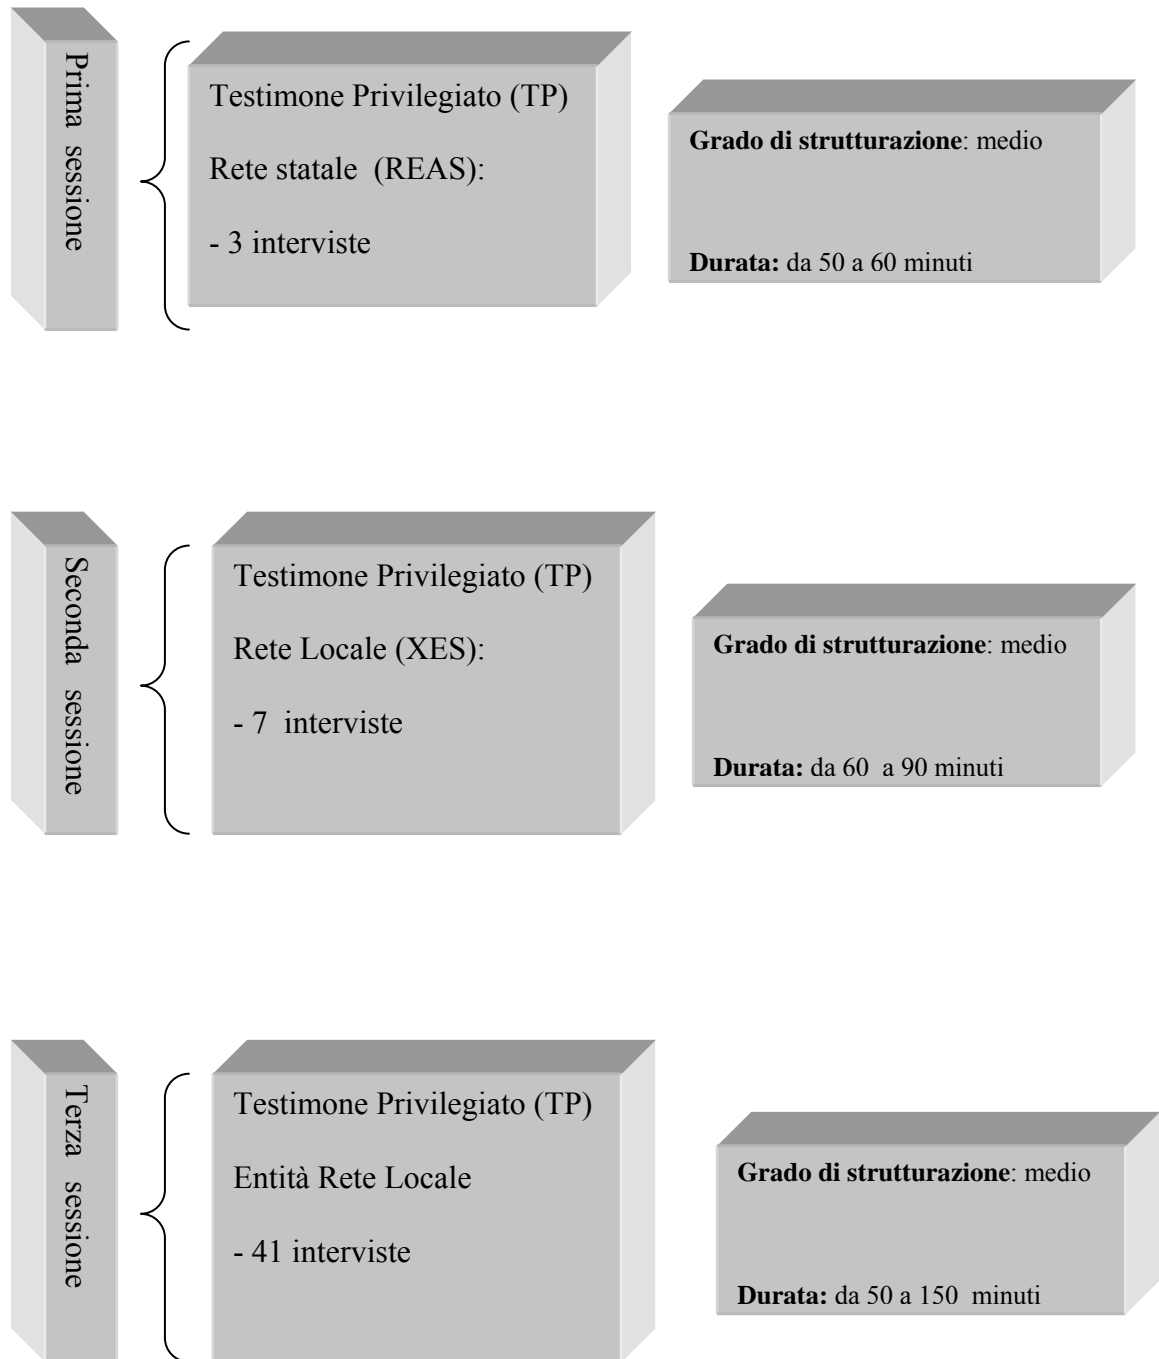 Prima sessione
Testimone Privilegiato (TP)
Rete statale (REAS):
- 3 interviste
Grado di strutturazione: medio
Durata: da 50 a 60 minuti
Seconda sessione
Testimone Privilegiato (TP)
Rete Locale (XES):
- 7 interviste
Grado di strutturazione: medio
Durata: da 60 a 90 minuti
Terza sessione
Testimone Privilegiato (TP)
Entità Rete Locale
- 41 interviste
Grado di strutturazione: medio
Durata: da 50 a 150 minuti